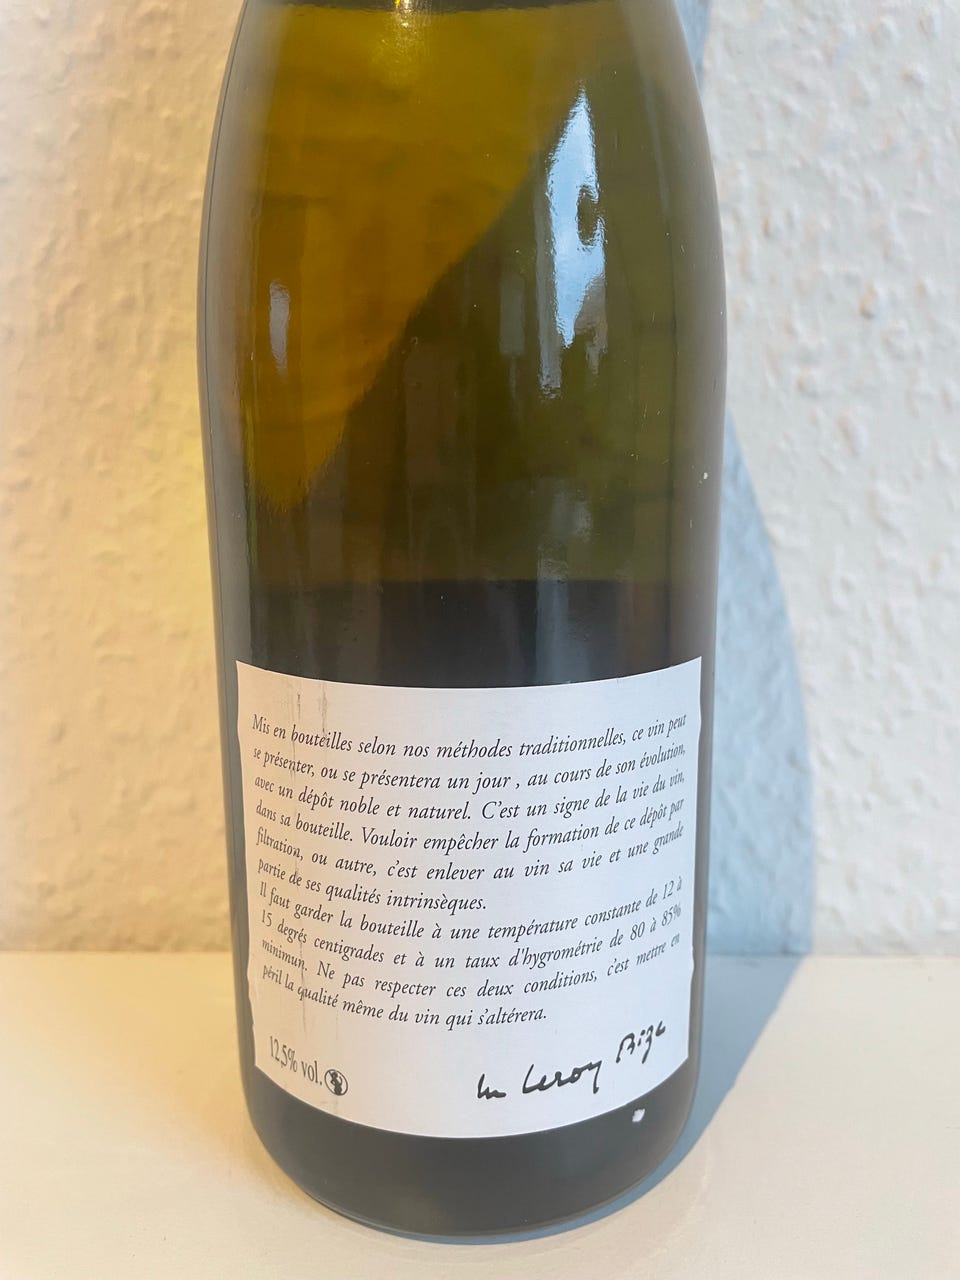 Mis en bouteilles selon nos méthodes traditionnelles, ce vin peut
se présenter, ou se présentera un jour , au cours de son évolution,
avec un dépôt noble et naturel. C'est un signe de la vie du vin,
dans sa bouteille. Vouloir empêcher la formation de ce dépôt par
filtration, ou autre, c'est enlever au vin sa vie et une grande
partie de ses qualités intrinsèques.
Il faut garder la bouteille à une température constante de 12 à
15 degrés centigrades et à un taux d'hygrométrie de 80 à 85%
minimun. Ne pas respecter ces deux conditions, c'est mettre en
péril la qualité même du vin qui s'altérera.
12,5% vol.
Leroy Bize